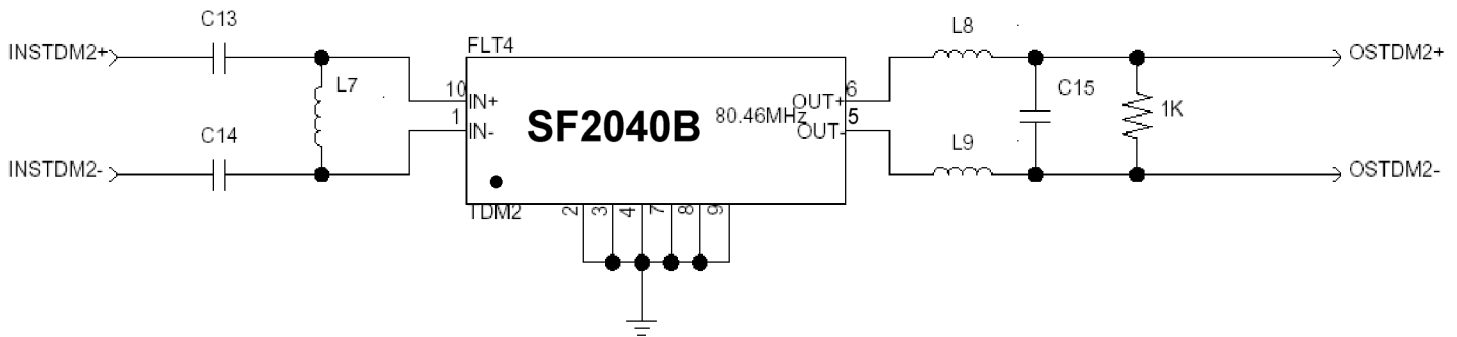 C13
L8
INSTDM2+
FLT4
OSTDM2+
L7
10
IN+
OUT+
6
C15
SF2040B
80.46MHz
1K
1
IN-
OUT-
5
C14
L9
INSTDM2-
OSTDM2-
TDM2
2
3
4
7
8
9